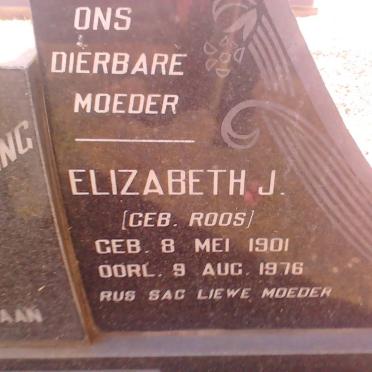 ONS
DIERBARE
MOEDER
ELIZABETH J.
(GEB. ROOS)
GEB. 8 MEI 1901
OORL. 9 AUG. 1976
RUS SAG LIEWE MOEDER